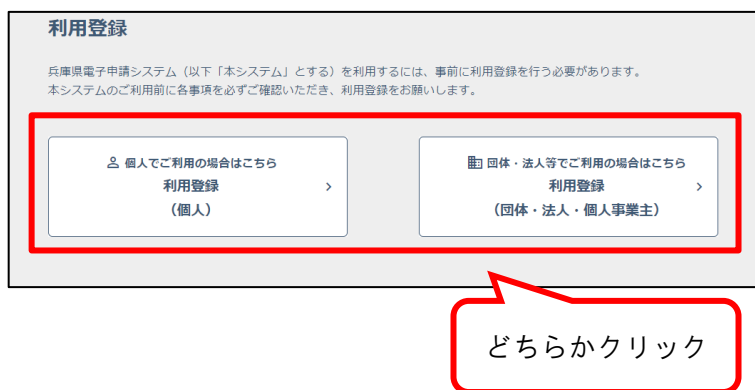 利用登録
兵庫県電子申請システム（以下「本システム」とする）を利用するには、事前に利用登録を行う必要があります。
本システムのご利用前に各事項を必ずご確認いただき、利用登録をお願いします。
個人でご利用の場合はこちら
利用登録
（個人）
団体・法人等でご利用の場合はこちら
利用登録
（団体・法人・個人事業主）
どちらかクリック